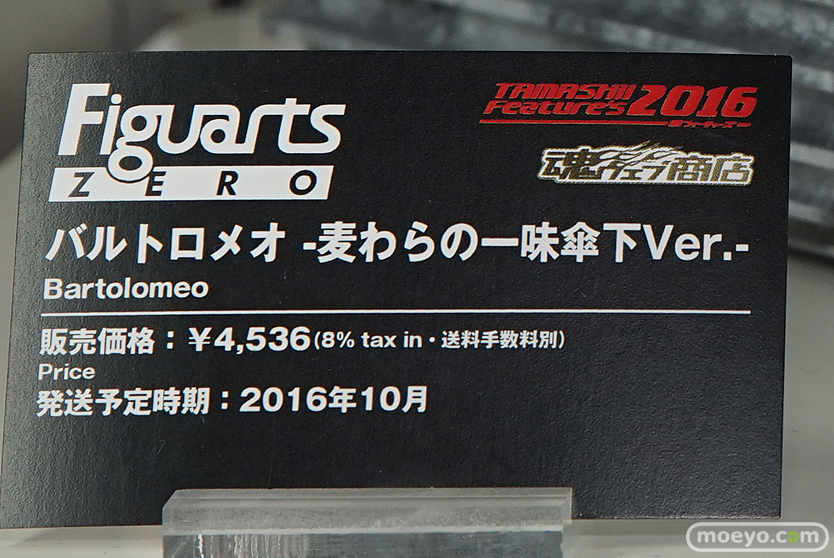 Figuarts
ZERO
TAMASHII
Feature's 2016
魂フィーチャーズ
魂ウェブ商店
バルトロメオ -麦わらの一味傘下Ver.-
Bartolomeo
販売価格：￥4,536(8% tax in・送料手数料別)
Price
発送予定時期：2016年10月
moeyo.com